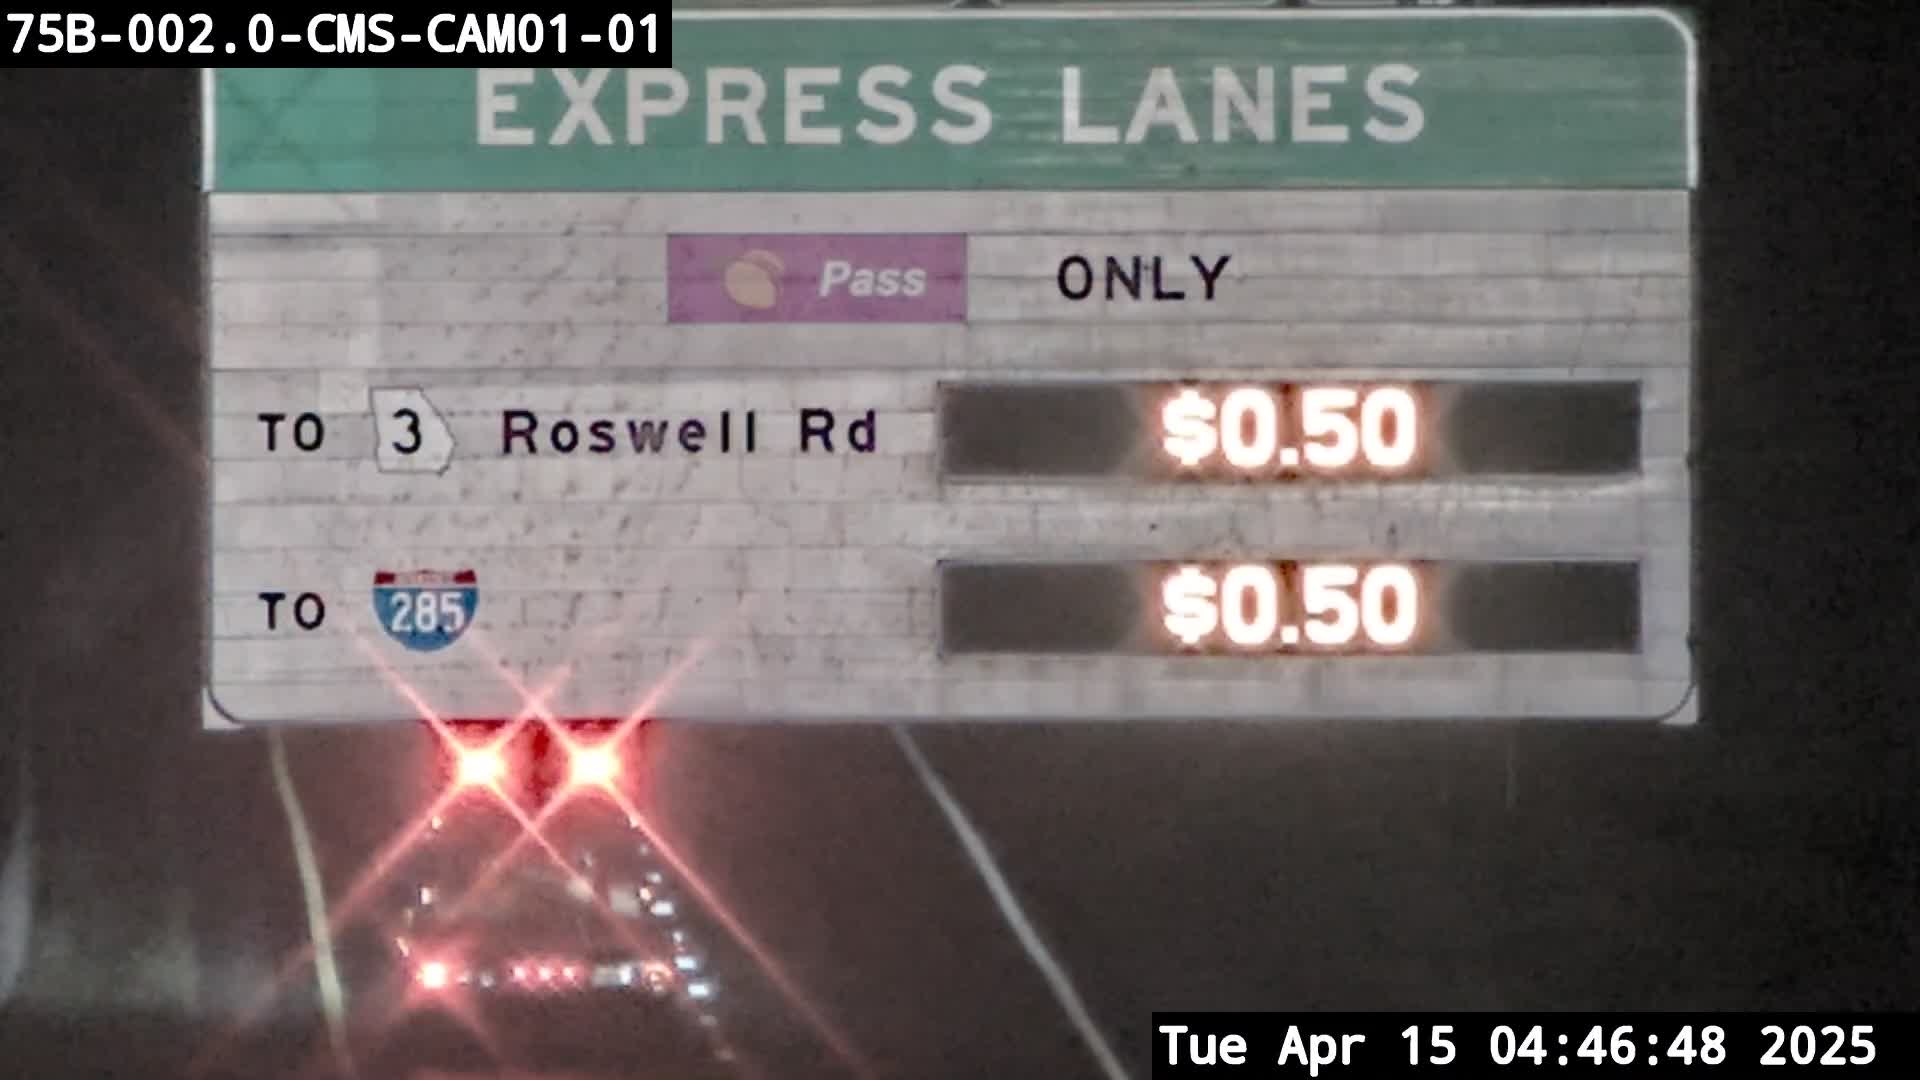 75B-002.0-CMS-CAM01-01
EXPRESS LANES
Pass ONLY
TO 3 Roswell Rd $0.50
TO 285 $0.50
Tue Apr 15 04:46:48 2025